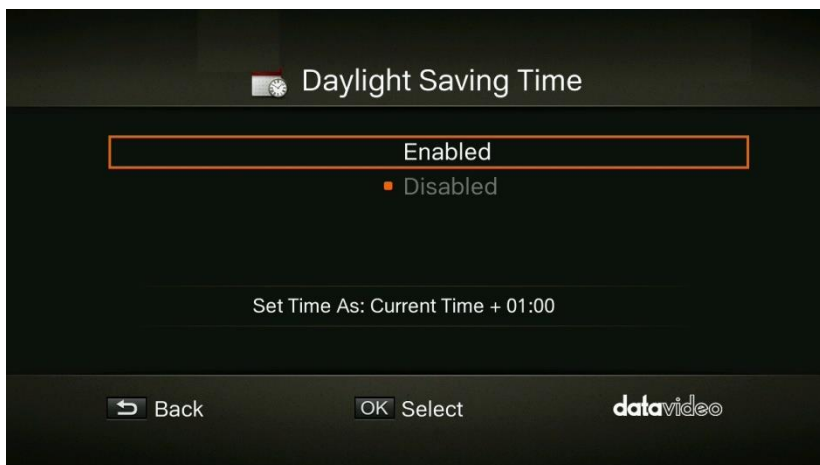 Daylight Saving Time
Enabled
Disabled
Set Time As: Current Time + 01:00
Back
OK Select
datavideo